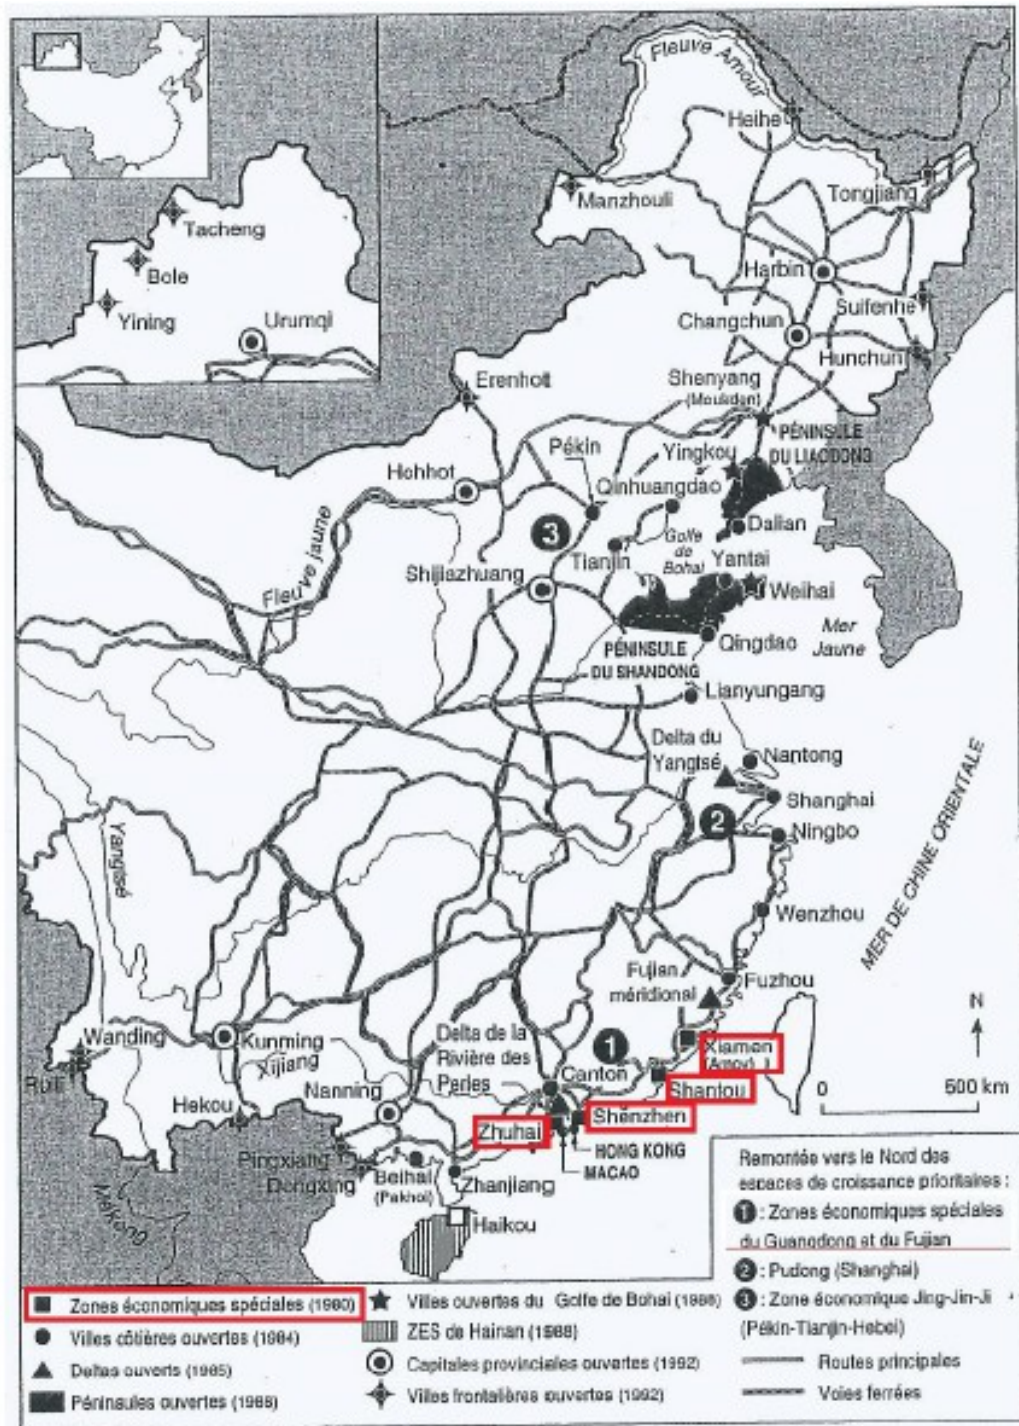 Fleuve Amour
Heihe
Tongjiang
Manzhouli
Tacheng
Bole
Yining
Urumqi
Harbin
Suifenhe
Changchun
Hunchun
Erenhot
Shenyang
(Moukden)
PÉNINSULE
DU LIAODONG
Pékin
Yingkou
Hohhot
Qinhuangdao
3
Dalian
Golfe
de
Bohai
Tianjin
Yantai
Shijiazhuang
Weihai
Fleuve jaune
Mer
Jaune
Qingdao
PÉNINSULE
DU SHANDONG
Lianyungang
Delta du
Yangtsé
Nantong
Shanghai
2
Ningbo
MER DE CHINE ORIENTALE
Yangtsé
Wenzhou
Fujian
méridional
Fuzhou
N
Wanding
Ruili
Kunming
Xijiang
Delta de la
Rivière des
Perles
1
Canton
Xiamen
(Amoy)
Shantou
0 500 km
Hekou
Nanning
Zhuhai
Shenzhen
HONG KONG
MACAO
Pingxiang
Dongxing
Beihai
(Pakhoi)
Zhanjiang
Haikou
Mékong
Remontée vers le Nord des
espaces de croissance prioritaires :
1 : Zones économiques spéciales
du Guangdong et du Fujian
2 : Pudong (Shanghai)
3 : Zone économique Jing-Jin-Ji
(Pékin-Tianjin-Hebei)
Routes principales
Voies ferrées
Zones économiques spéciales (1980)
Villes côtières ouvertes (1984)
Deltas ouverts (1985)
Péninsules ouvertes (1988)
Villes ouvertes du Golfe de Bohai (1988)
ZES de Hainan (1988)
Capitales provinciales ouvertes (1992)
Villes frontalières ouvertes (1992)